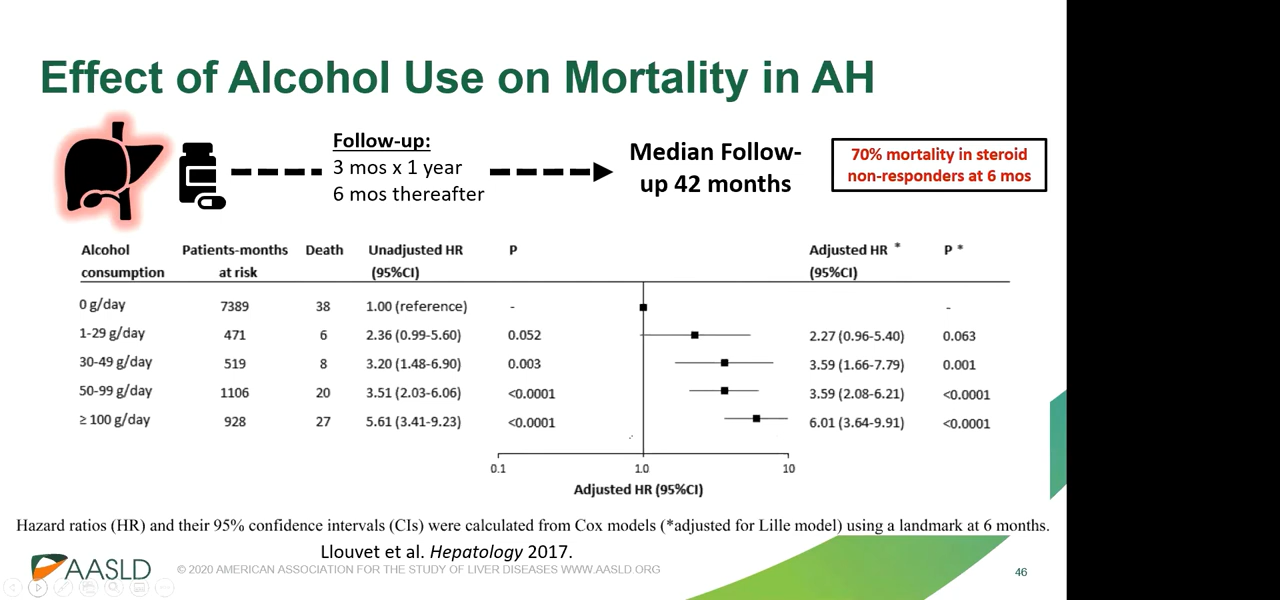 Effect of Alcohol Use on Mortality in AH
Follow-up:
3 mos x 1 year
6 mos thereafter
Median Follow-
up 42 months
70% mortality in steroid
non-responders at 6 mos
Alcohol consumption Patients-months at risk Death Unadjusted HR (95%CI) P Adjusted HR * (95%CI) P *
0 g/day 7389 38 1.00 (reference) - -
1-29 g/day 471 6 2.36 (0.99-5.60) 0.052 2.27 (0.96-5.40) 0.063
30-49 g/day 519 8 3.20 (1.48-6.90) 0.003 3.59 (1.66-7.79) 0.001
50-99 g/day 1106 20 3.51 (2.03-6.06) <0.0001 3.59 (2.08-6.21) <0.0001
≥ 100 g/day 928 27 5.61 (3.41-9.23) <0.0001 6.01 (3.64-9.91) <0.0001
0.1 1.0 10
Adjusted HR (95%CI)
Hazard ratios (HR) and their 95% confidence intervals (CIs) were calculated from Cox models (*adjusted for Lille model) using a landmark at 6 months.
Llouvet et al. Hepatology 2017.
AASLD © 2020 AMERICAN ASSOCIATION FOR THE STUDY OF LIVER DISEASES WWW.AASLD.ORG
46